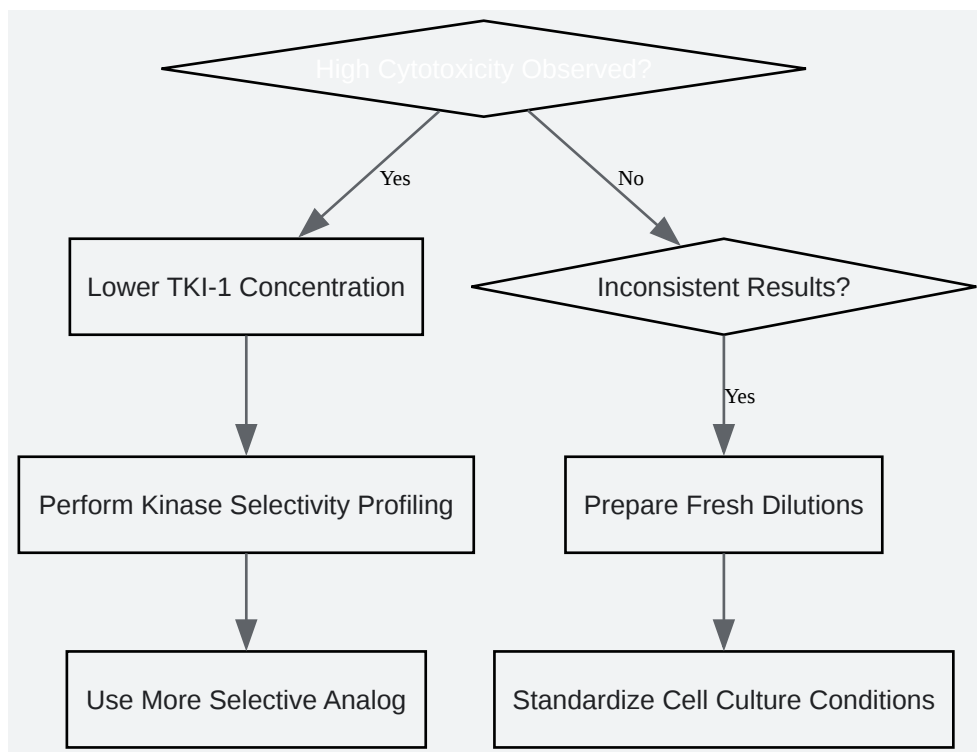 High Cytotoxicity Observed?
Yes
No
Lower TKI-1 Concentration
Inconsistent Results?
Yes
Perform Kinase Selectivity Profiling
Prepare Fresh Dilutions
Use More Selective Analog
Standardize Cell Culture Conditions